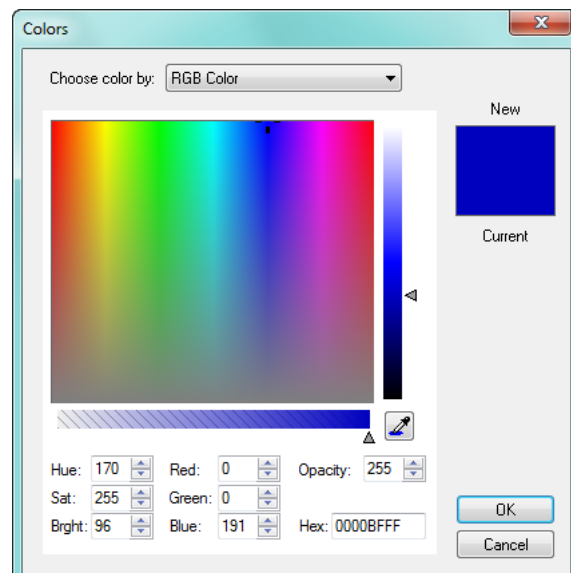 Colors
Choose color by: RGB Color
New
Current
Hue: 170 Red: 0 Opacity: 255
Sat: 255 Green: 0
Brght: 96 Blue: 191 Hex: 0000BFFF
OK
Cancel